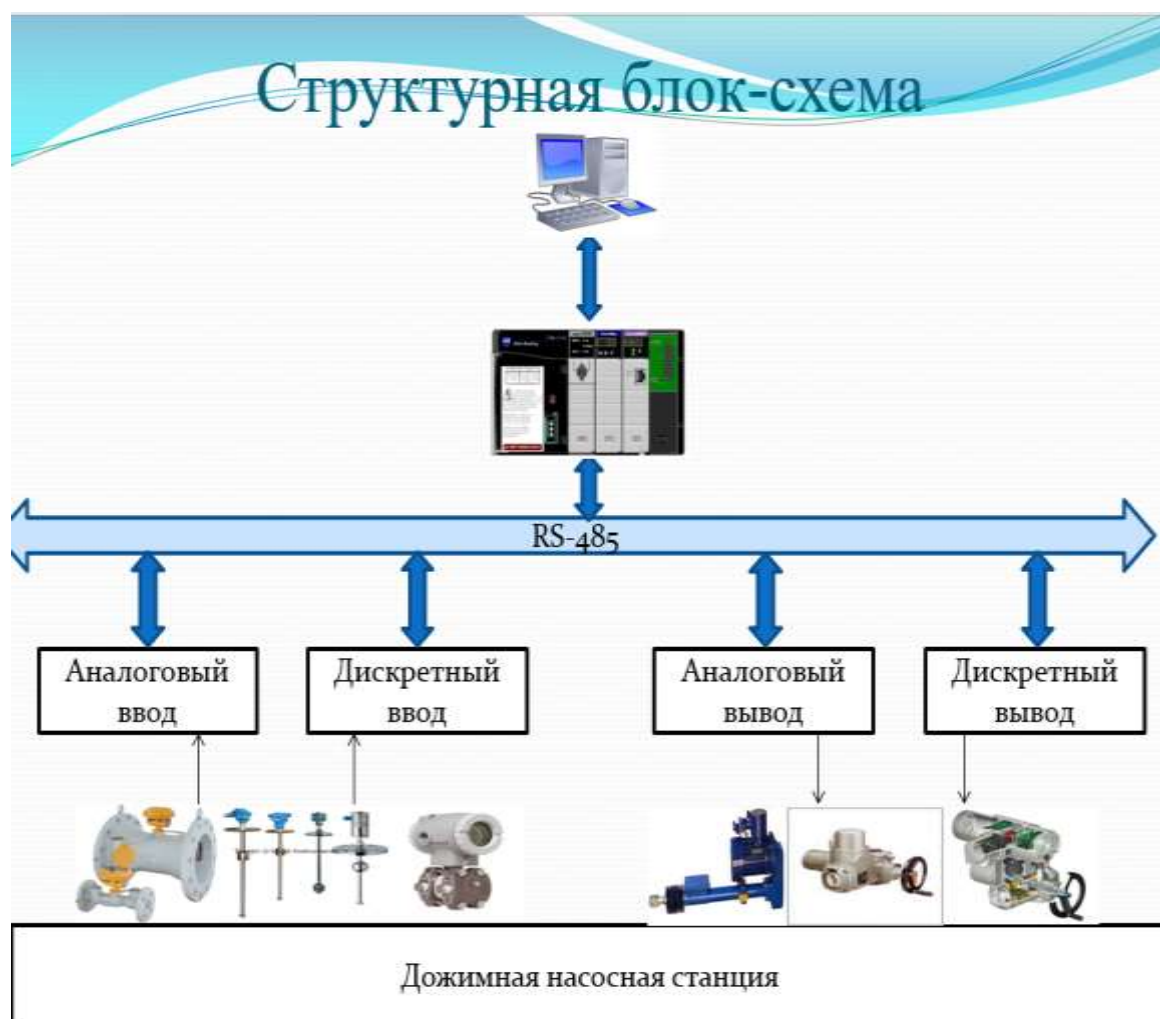 Структурная блок-схема
RS-485
Аналоговый
ввод
Дискретный
ввод
Аналоговый
вывод
Дискретный
вывод
Дожимная насосная станция